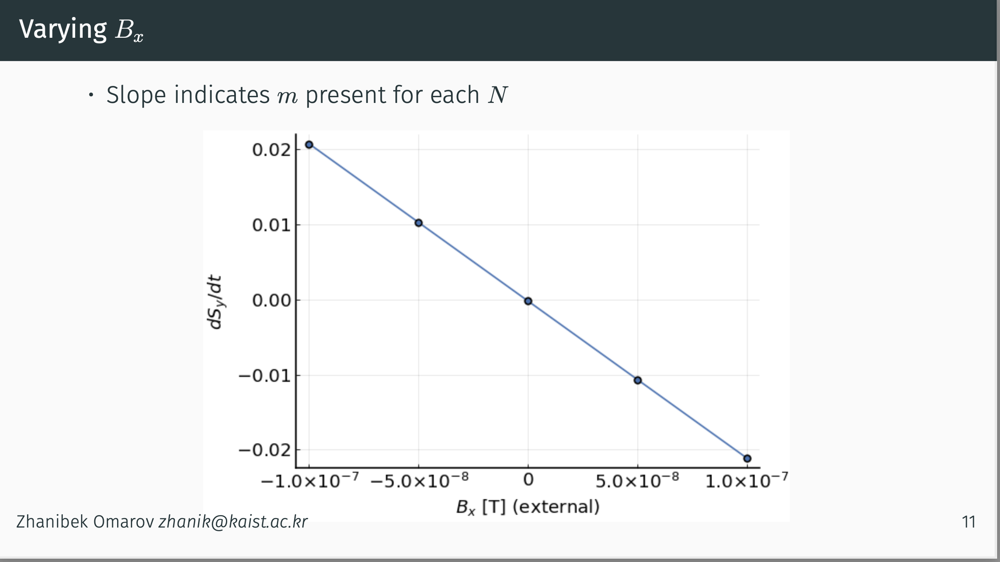 Varying Bₓ
• Slope indicates m present for each N
0.02
0.01
0.00
−0.01
−0.02
dS_y/dt
−1.0×10⁻⁷ −5.0×10⁻⁸ 0 5.0×10⁻⁸ 1.0×10⁻⁷
Bₓ [T] (external)
Zhanibek Omarov zhanik@kaist.ac.kr 11